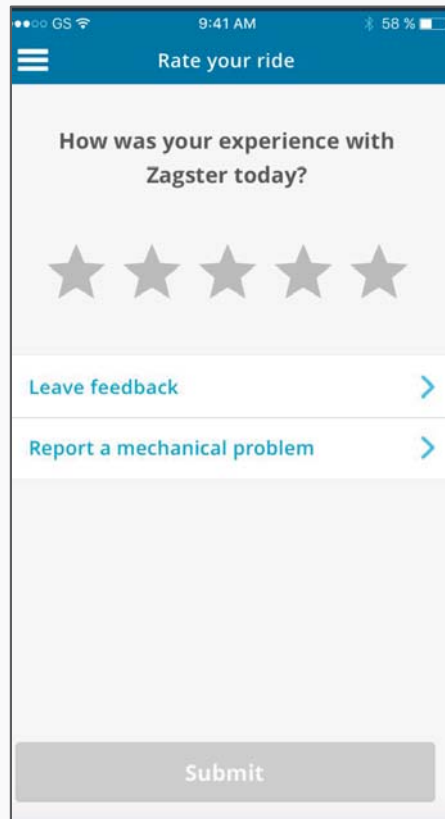 GS 9:41 AM 58 %
Rate your ride
How was your experience with
Zagster today?
Leave feedback
Report a mechanical problem
Submit